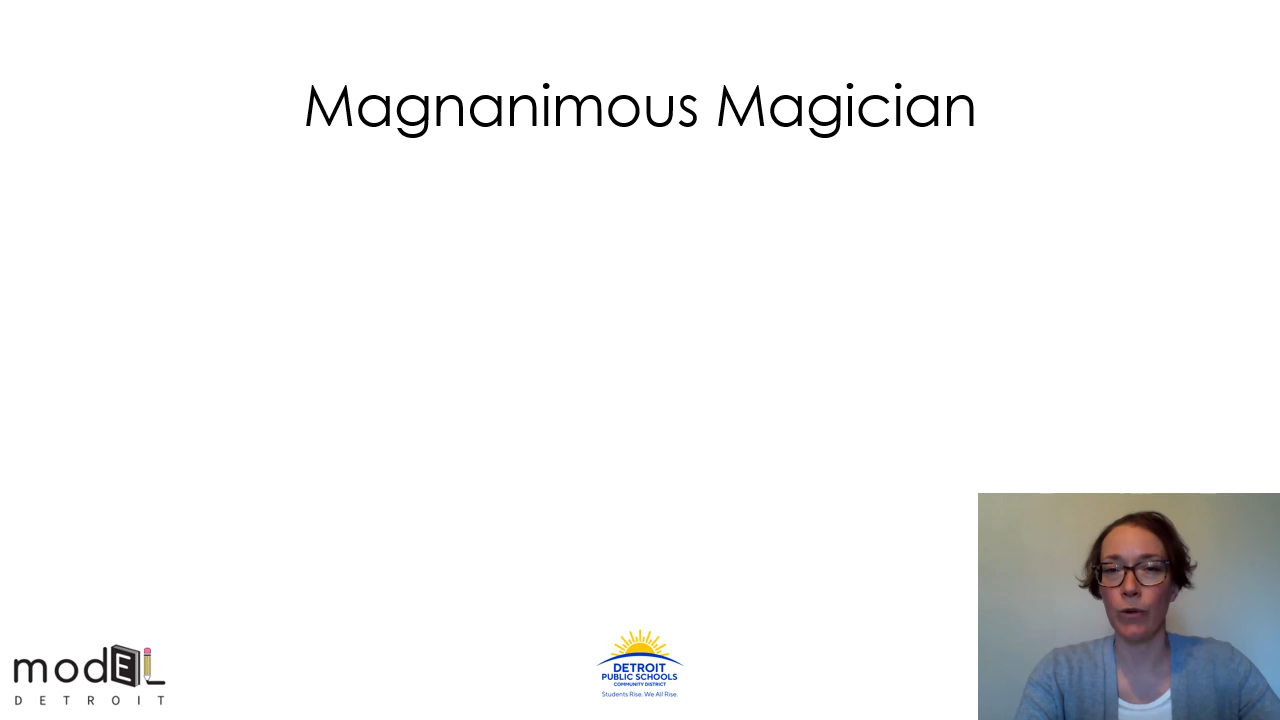 Magnanimous Magician
modEL
DETROIT
DETROIT
PUBLIC SCHOOLS
COMMUNITY DISTRICT
Students Rise. We All Rise.